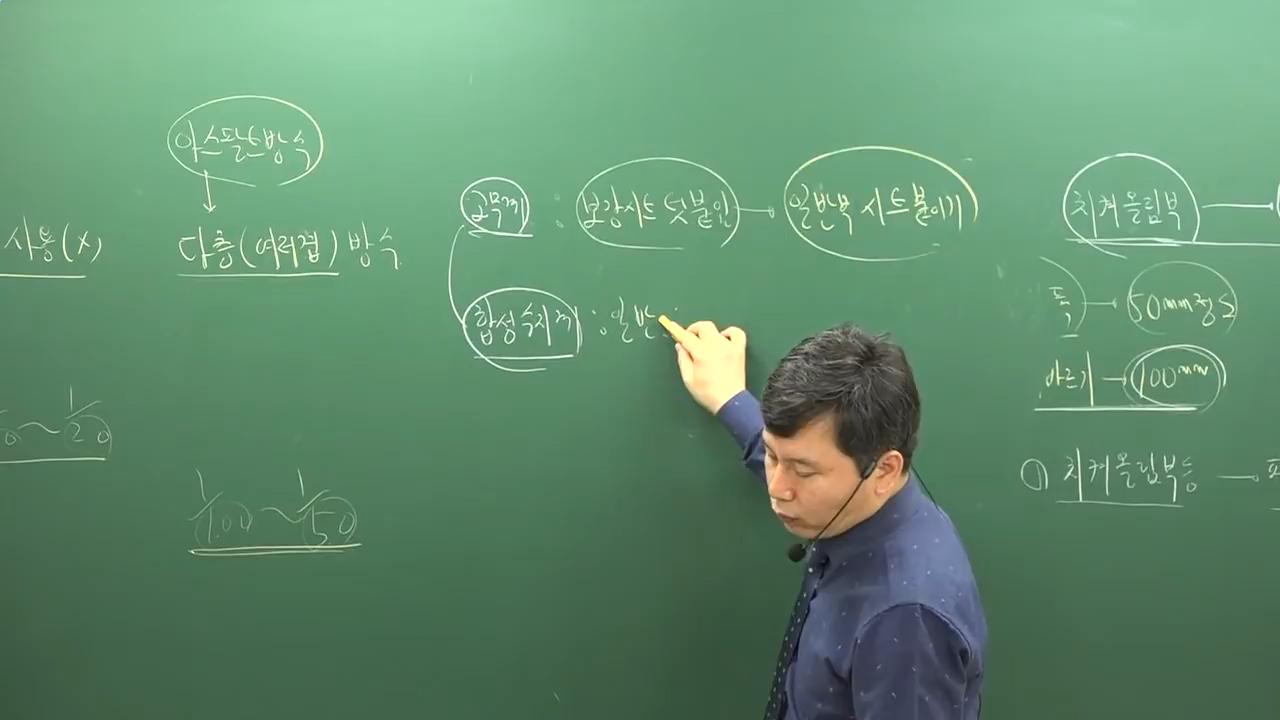 아스팔트방수
사용(X)
다층(여러겹) 방수
1/20
1/100 ~ 1/50
고무계 : 보강시트 덧붙임 → 일반부 시트붙이기
합성수지계 : 일반
치켜올림부
폭 → 50mm정도
100mm
① 치켜올림부등 →